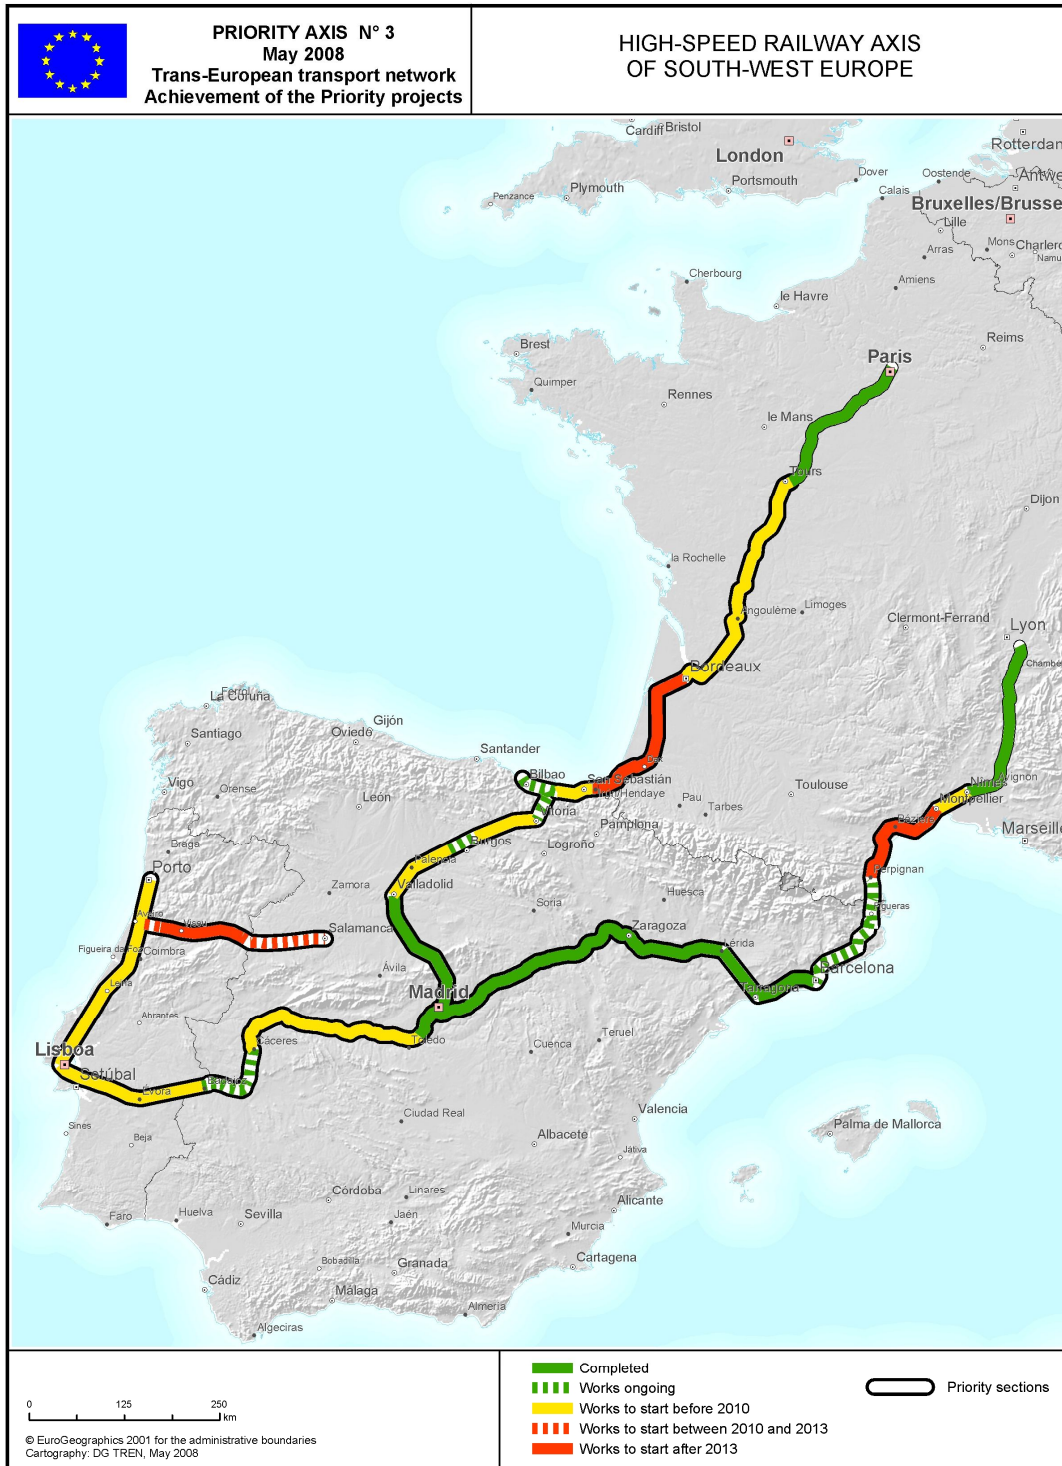 PRIORITY AXIS N° 3
May 2008
Trans-European transport network
Achievement of the Priority projects
HIGH-SPEED RAILWAY AXIS
OF SOUTH-WEST EUROPE
Cardiff
Bristol
London
Rotterdan
Portsmouth
Dover
Oostende
Antwe
Plymouth
Penzance
Calais
Bruxelles/Brusse
Lille
Mons
Charlero
Namu
Arras
Cherbourg
Amiens
le Havre
Reims
Brest
Paris
Quimper
Rennes
le Mans
Tours
Dijon
la Rochelle
Angoulême
Limoges
Clermont-Ferrand
Lyon
Chambe
Bordeaux
Ferrol
La Coruña
Gijón
Santiago
Oviedo
Santander
Dax
Bilbao
San Sebastián
Irun/Hendaye
Toulouse
Avignon
Nîmes
Vigo
Orense
León
Vitoria
Pau
Tarbes
Montpellier
Pamplona
Béziers
Marseille
Braga
Burgos
Logroño
Palencia
Porto
Perpignan
Zamora
Valladolid
Huesca
Soria
Figueras
Aveiro
Viseu
Salamanca
Zaragoza
Lérida
Figueira da Foz
Coimbra
Ávila
Barcelona
Leiria
Madrid
Tarragona
Abrantes
Lisboa
Cáceres
Toledo
Teruel
Cuenca
Setúbal
Badajoz
Évora
Ciudad Real
Valencia
Palma de Mallorca
Sines
Beja
Albacete
Játiva
Córdoba
Linares
Alicante
Faro
Huelva
Sevilla
Jaén
Murcia
Bobadilla
Granada
Cartagena
Cádiz
Málaga
Almería
Algeciras
0 125 250
km
© EuroGeographics 2001 for the administrative boundaries
Cartography: DG TREN, May 2008
Completed
Works ongoing
Works to start before 2010
Works to start between 2010 and 2013
Works to start after 2013
Priority sections